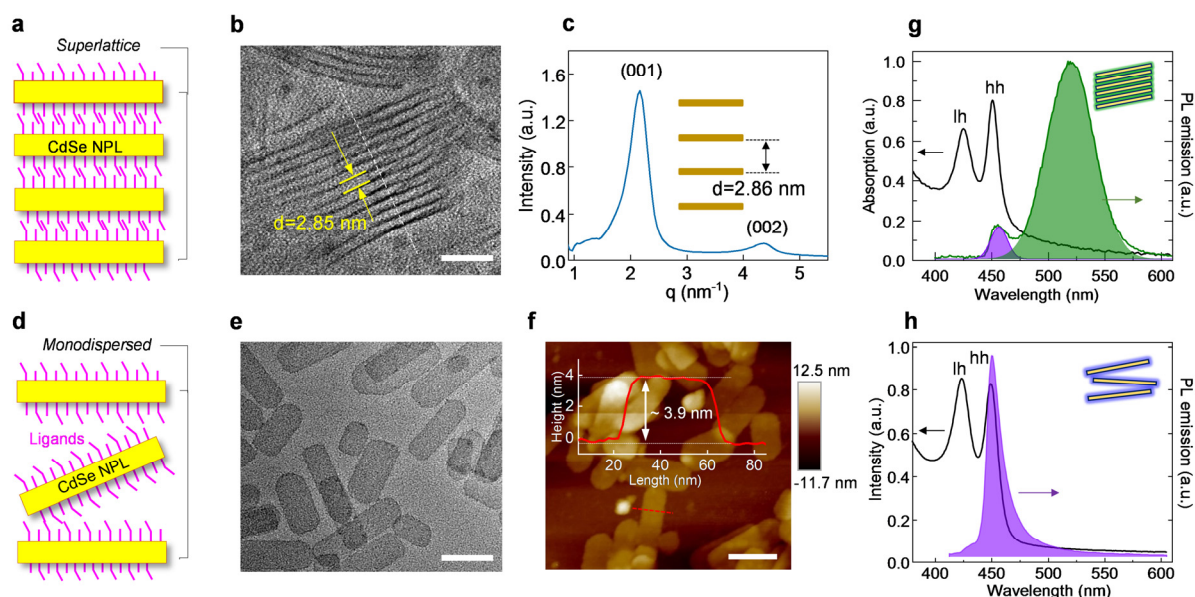 a
Superlattice
CdSe NPL
b
d=2.85 nm
c
Intensity (a.u.)
1.6
1.2
0.8
0.4
0.0
(001)
(002)
d=2.86 nm
1
2
3
4
5
q (nm⁻¹)
g
Absorption (a.u.)
1.0
0.8
0.6
0.4
0.2
0.0
lh
hh
PL emission (a.u.)
400
450
500
550
600
Wavelength (nm)
d
Monodispersed
Ligands
CdSe NPL
e
f
Height (nm)
4
2
0
~ 3.9 nm
20
40
60
80
Length (nm)
12.5 nm
-11.7 nm
h
Intensity (a.u.)
1.0
0.8
0.6
0.4
0.2
0.0
lh
hh
PL emission (a.u.)
400
450
500
550
600
Wavelength (nm)